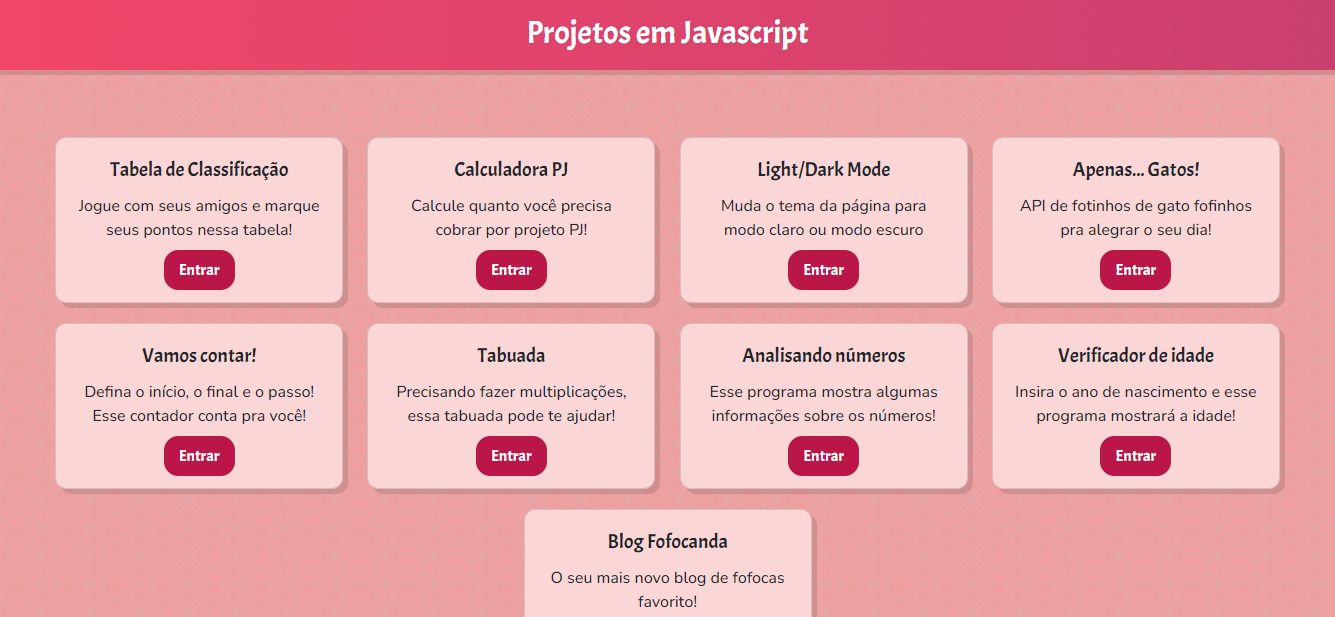 Projetos em Javascript
Tabela de Classificação
Jogue com seus amigos e marque
seus pontos nessa tabela!
Entrar
Calculadora PJ
Calcule quanto você precisa
cobrar por projeto PJ!
Entrar
Light/Dark Mode
Muda o tema da página para
modo claro ou modo escuro
Entrar
Apenas... Gatos!
API de fotinhos de gato fofinhos
pra alegrar o seu dia!
Entrar
Vamos contar!
Defina o início, o final e o passo!
Esse contador conta pra você!
Entrar
Tabuada
Precisando fazer multiplicações,
essa tabuada pode te ajudar!
Entrar
Analisando números
Esse programa mostra algumas
informações sobre os números!
Entrar
Verificador de idade
Insira o ano de nascimento e esse
programa mostrará a idade!
Entrar
Blog Fofocanda
O seu mais novo blog de fofocas
favorito!